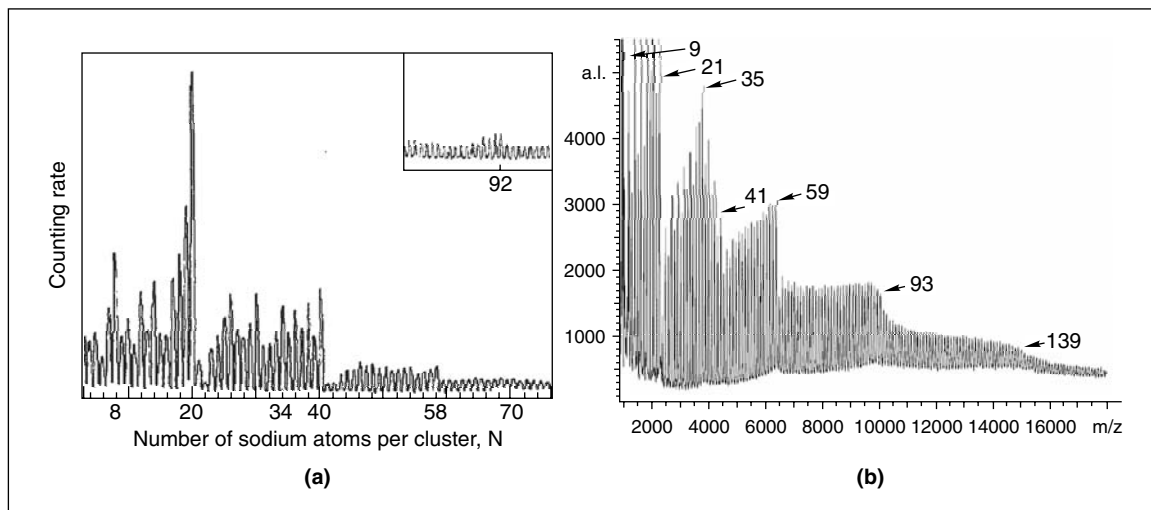 Counting rate
92
8 20 34 40 58 70
Number of sodium atoms per cluster, N
(a)
a.l.
4000
3000
2000
1000
9
21
35
41
59
93
139
2000 4000 6000 8000 10000 12000 14000 16000 m/z
(b)